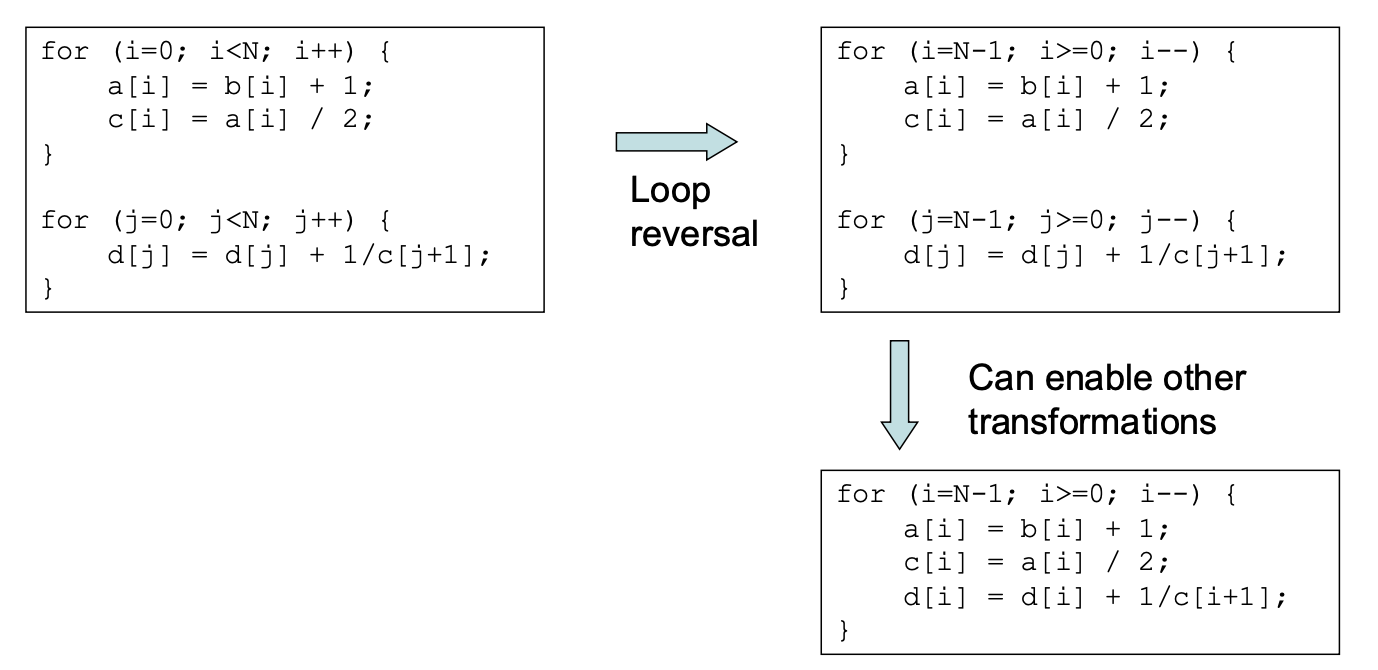 for (i=0; i<N; i++) {
    a[i] = b[i] + 1;
    c[i] = a[i] / 2;
}
for (j=0; j<N; j++) {
    d[j] = d[j] + 1/c[j+1];
}
Loop
reversal
for (i=N-1; i>=0; i--) {
    a[i] = b[i] + 1;
    c[i] = a[i] / 2;
}
for (j=N-1; j>=0; j--) {
    d[j] = d[j] + 1/c[j+1];
}
Can enable other
transformations
for (i=N-1; i>=0; i--) {
    a[i] = b[i] + 1;
    c[i] = a[i] / 2;
    d[i] = d[i] + 1/c[i+1];
}